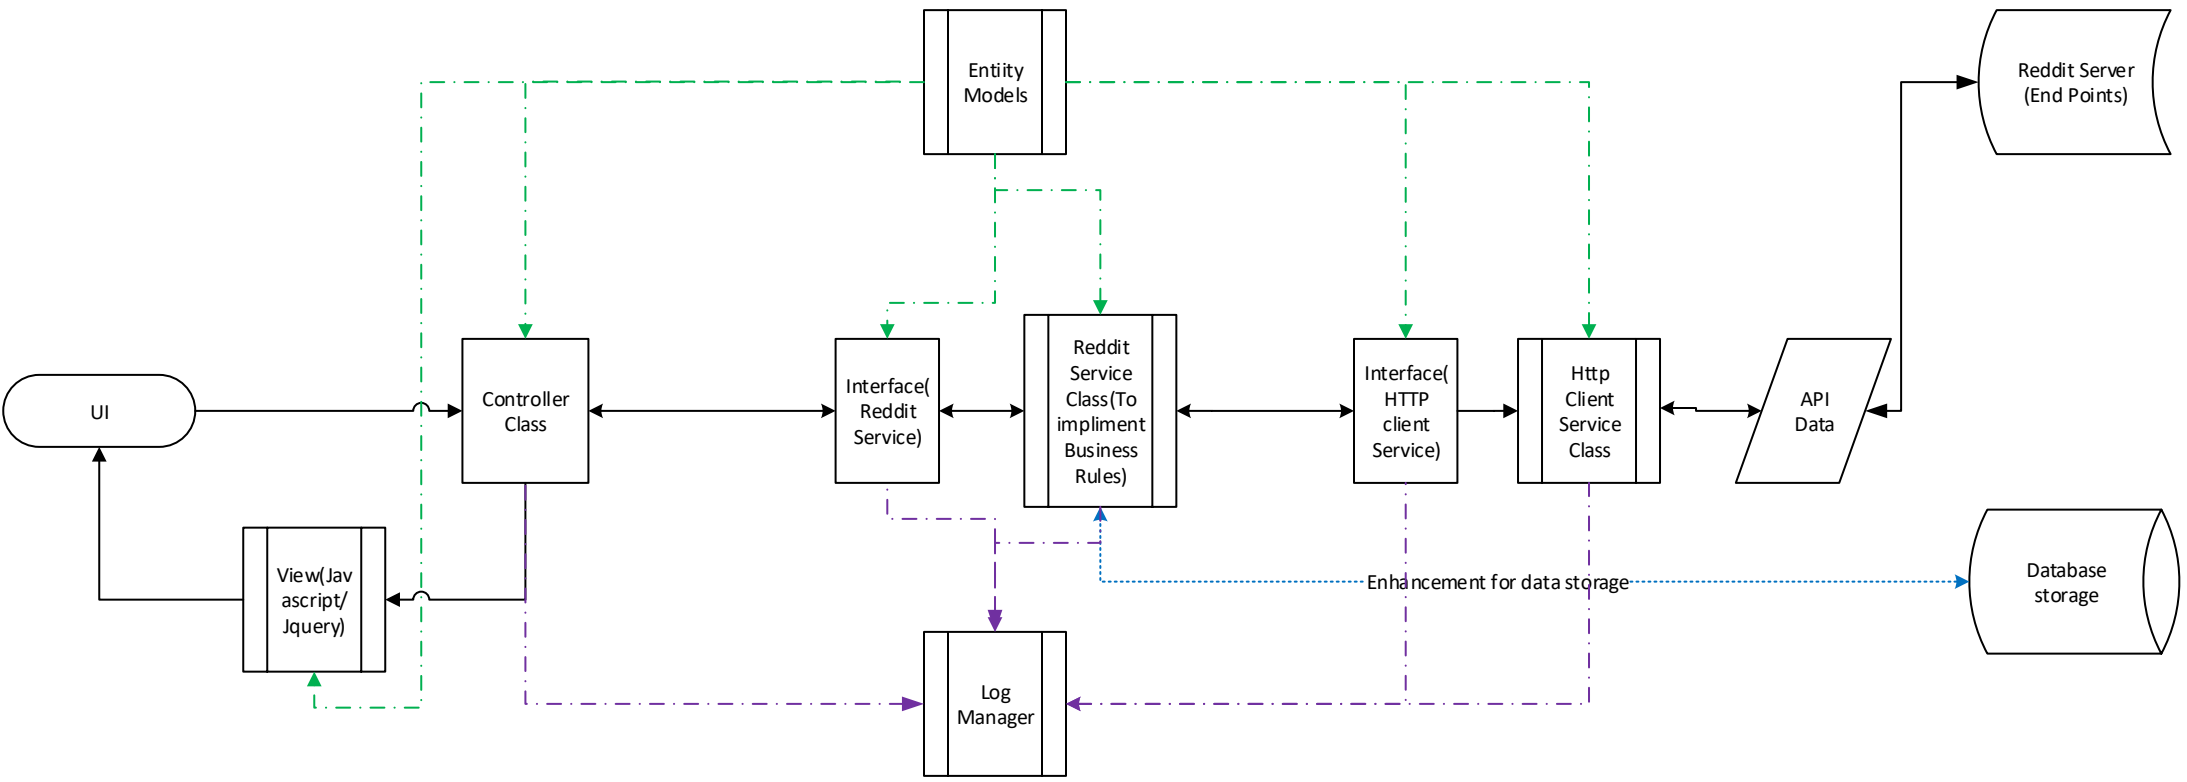 Entiity
Models
Reddit Server
(End Points)
UI
Controller
Class
Interface(
Reddit
Service)
Reddit
Service
Class(To
impliment
Business
Rules)
Interface(
HTTP
client
Service)
Http
Client
Service
Class
API
Data
View(Jav
ascript/
Jquery)
Enhancement for data storage
Database
storage
Log
Manager